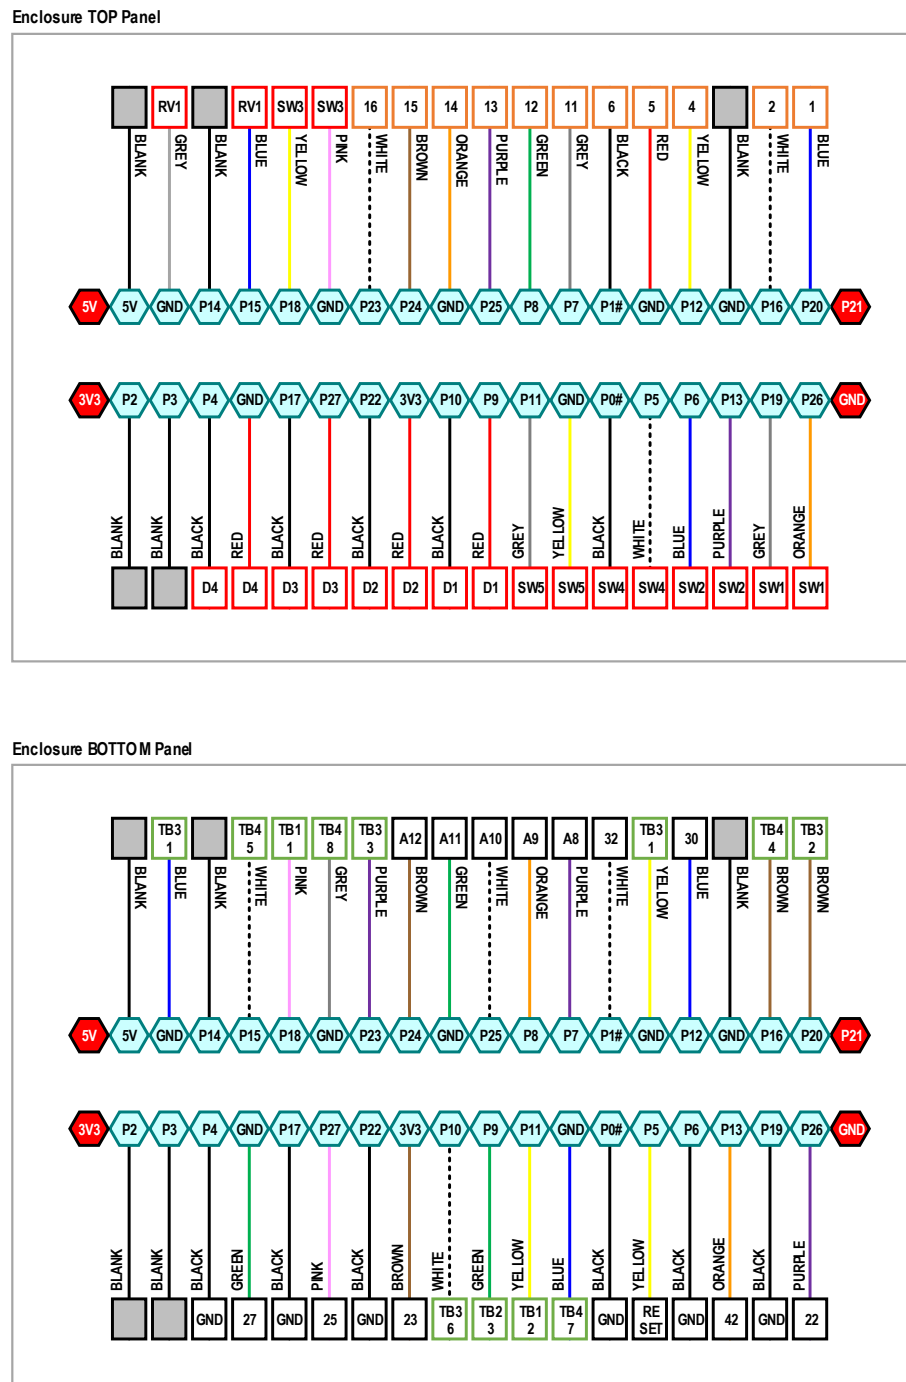 Enclosure TOP Panel
RV1 RV1 SW3 SW3 16 15 14 13 12 11 6 5 4 2 1
BLANK GREY BLANK BLUE YELLOW PINK WHITE BROWN ORANGE PURPLE GREEN GREY BLACK RED YELLOW BLANK WHITE BLUE
5V 5V GND P14 P15 P18 GND P23 P24 GND P25 P8 P7 P1# GND P12 GND P16 P20 P21
3V3 P2 P3 P4 GND P17 P27 P22 3V3 P10 P9 P11 GND P0# P5 P6 P13 P19 P26 GND
BLANK BLANK BLACK RED BLACK RED BLACK RED BLACK RED GREY YELLOW BLACK WHITE BLUE PURPLE GREY ORANGE
D4 D4 D3 D3 D2 D2 D1 D1 SW5 SW5 SW4 SW4 SW2 SW2 SW1 SW1
Enclosure BOTTOM Panel
TB3 1 TB4 5 TB1 1 TB4 8 TB3 3 A12 A11 A10 A9 A8 32 TB3 1 30 TB4 4 TB3 2
BLANK BLUE BLANK WHITE PINK GREY PURPLE BROWN GREEN WHITE ORANGE PURPLE WHITE YELLOW BLUE BLANK BROWN BROWN
5V 5V GND P14 P15 P18 GND P23 P24 GND P25 P8 P7 P1# GND P12 GND P16 P20 P21
3V3 P2 P3 P4 GND P17 P27 P22 3V3 P10 P9 P11 GND P0# P5 P6 P13 P19 P26 GND
BLANK BLANK BLACK GREEN BLACK PINK BLACK BROWN WHITE GREEN YELLOW BLUE BLACK YELLOW BLACK ORANGE BLACK PURPLE
GND 27 GND 25 GND 23 TB3 6 TB2 3 TB1 2 TB4 7 GND RE SET GND 42 GND 22